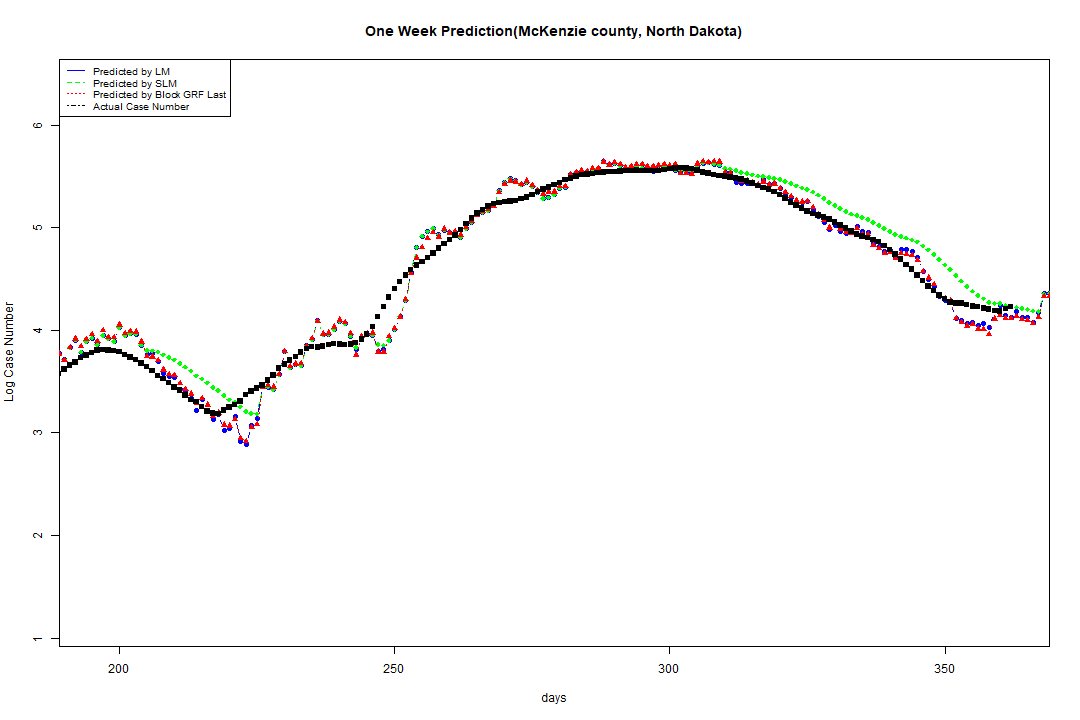 One Week Prediction(McKenzie county, North Dakota)
Predicted by LM
Predicted by SLM
Predicted by Block GRF Last
Actual Case Number
6
5
4
3
2
1
Log Case Number
200 250 300 350
days